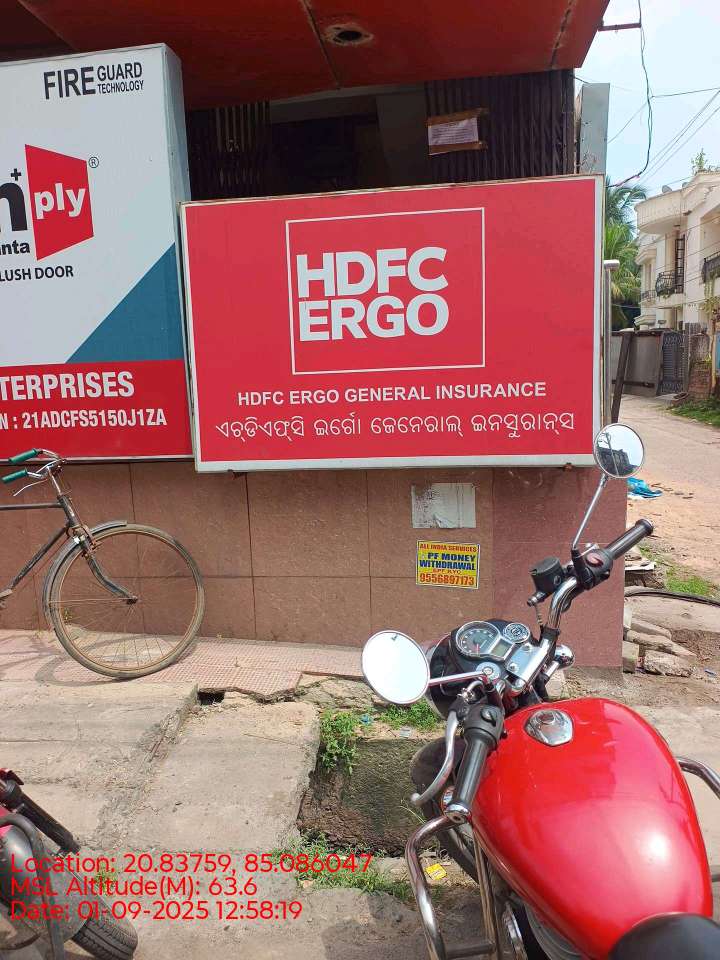 FIRE GUARD
TECHNOLOGY
ply®
LUSH DOOR
TERPRISES
N : 21ADCFS5150J1ZA
HDFC
ERGO
HDFC ERGO GENERAL INSURANCE
ଏଚ୍‌ଡିଏଫ୍‌ସି ଇର୍ଗୋ ଜେନେରାଲ୍ ଇନସୁରାନ୍‌ସ
ALL INDIA SERVICES
PF MONEY
WITHDRAWAL
EPF KYC
9556897173
Location: 20.83759, 85.086047
MSL Altitude(M): 63.6
Date: 01-09-2025 12:58:19